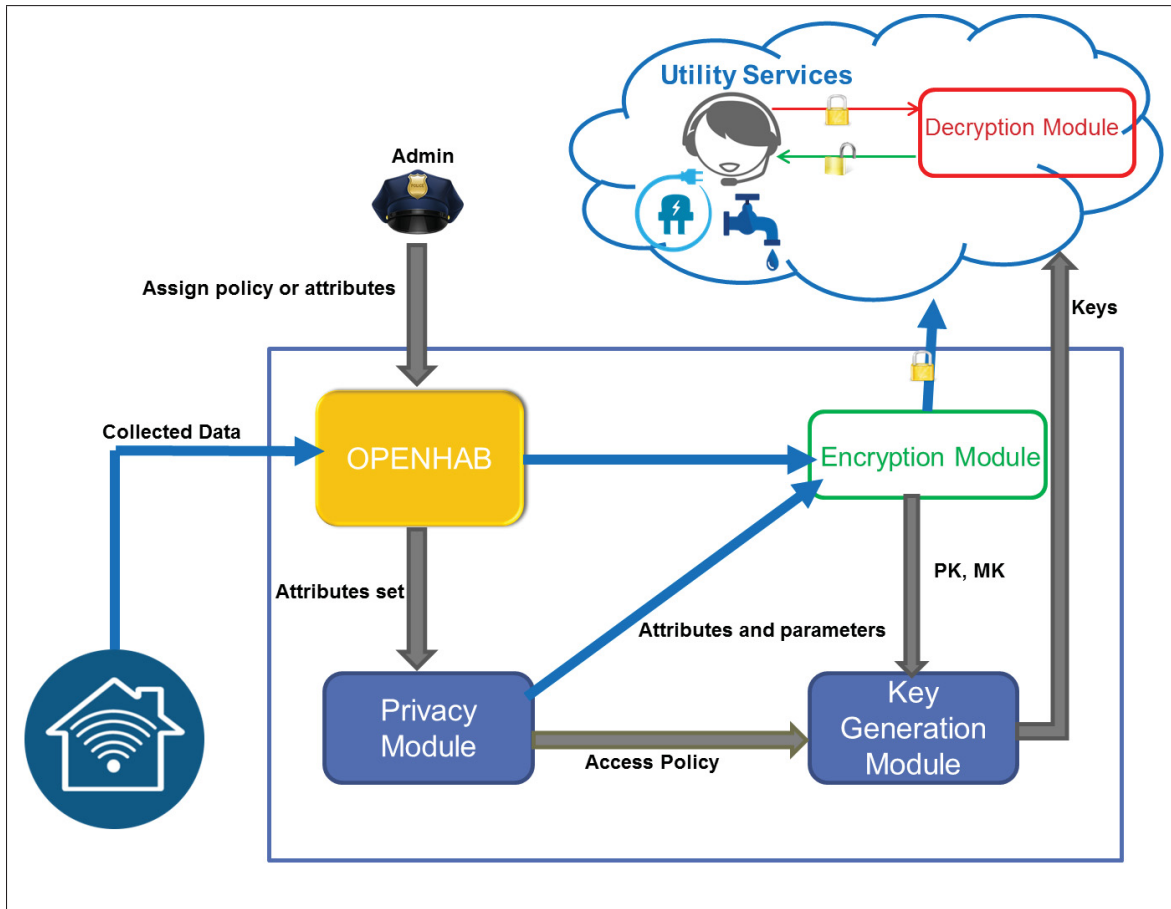 Utility Services
Decryption Module
Admin
Assign policy or attributes
Keys
Collected Data
OPENHAB
Encryption Module
Attributes set
PK, MK
Attributes and parameters
Privacy
Module
Access Policy
Key
Generation
Module